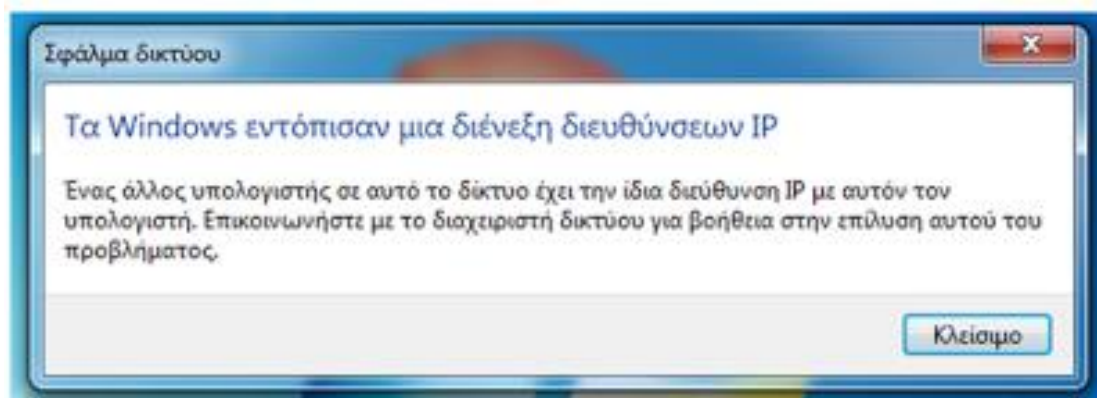 Σφάλμα δικτύου
Τα Windows εντόπισαν μια διένεξη διευθύνσεων IP
Ένας άλλος υπολογιστής σε αυτό το δίκτυο έχει την ίδια διεύθυνση IP με αυτόν τον
υπολογιστή. Επικοινωνήστε με το διαχειριστή δικτύου για βοήθεια στην επίλυση αυτού του
προβλήματος.
Κλείσιμο